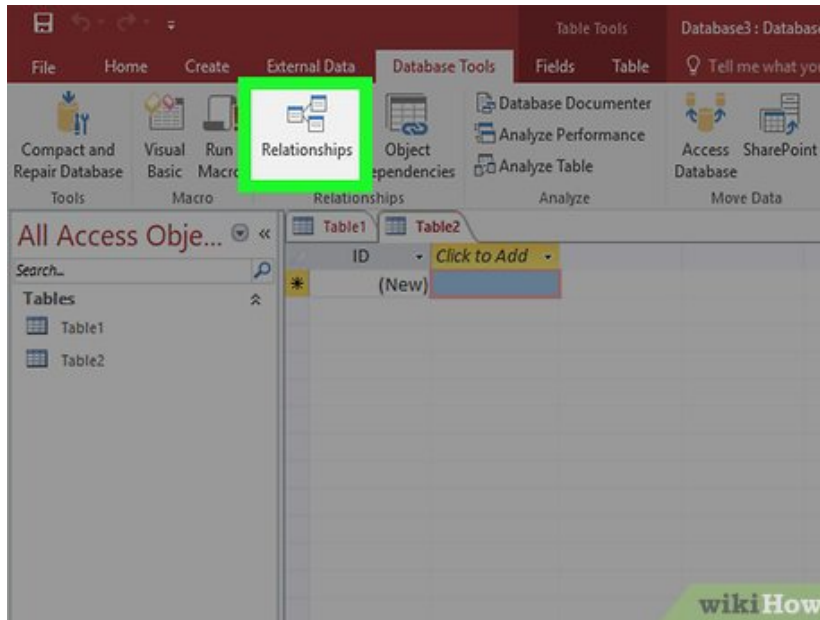 Table Tools
Database3 : Databas
File Home Create External Data Database Tools Fields Table Tell me what you
Compact and Repair Database
Visual Basic
Run Macro
Relationships
Object
ependencies
Database Documenter
Analyze Performance
Analyze Table
Access Database
SharePoint
Tools Macro Relationships Analyze Move Data
All Access Obje...
Search...
Tables
Table1
Table2
Table1 Table2
ID Click to Add
(New)
wikiHow